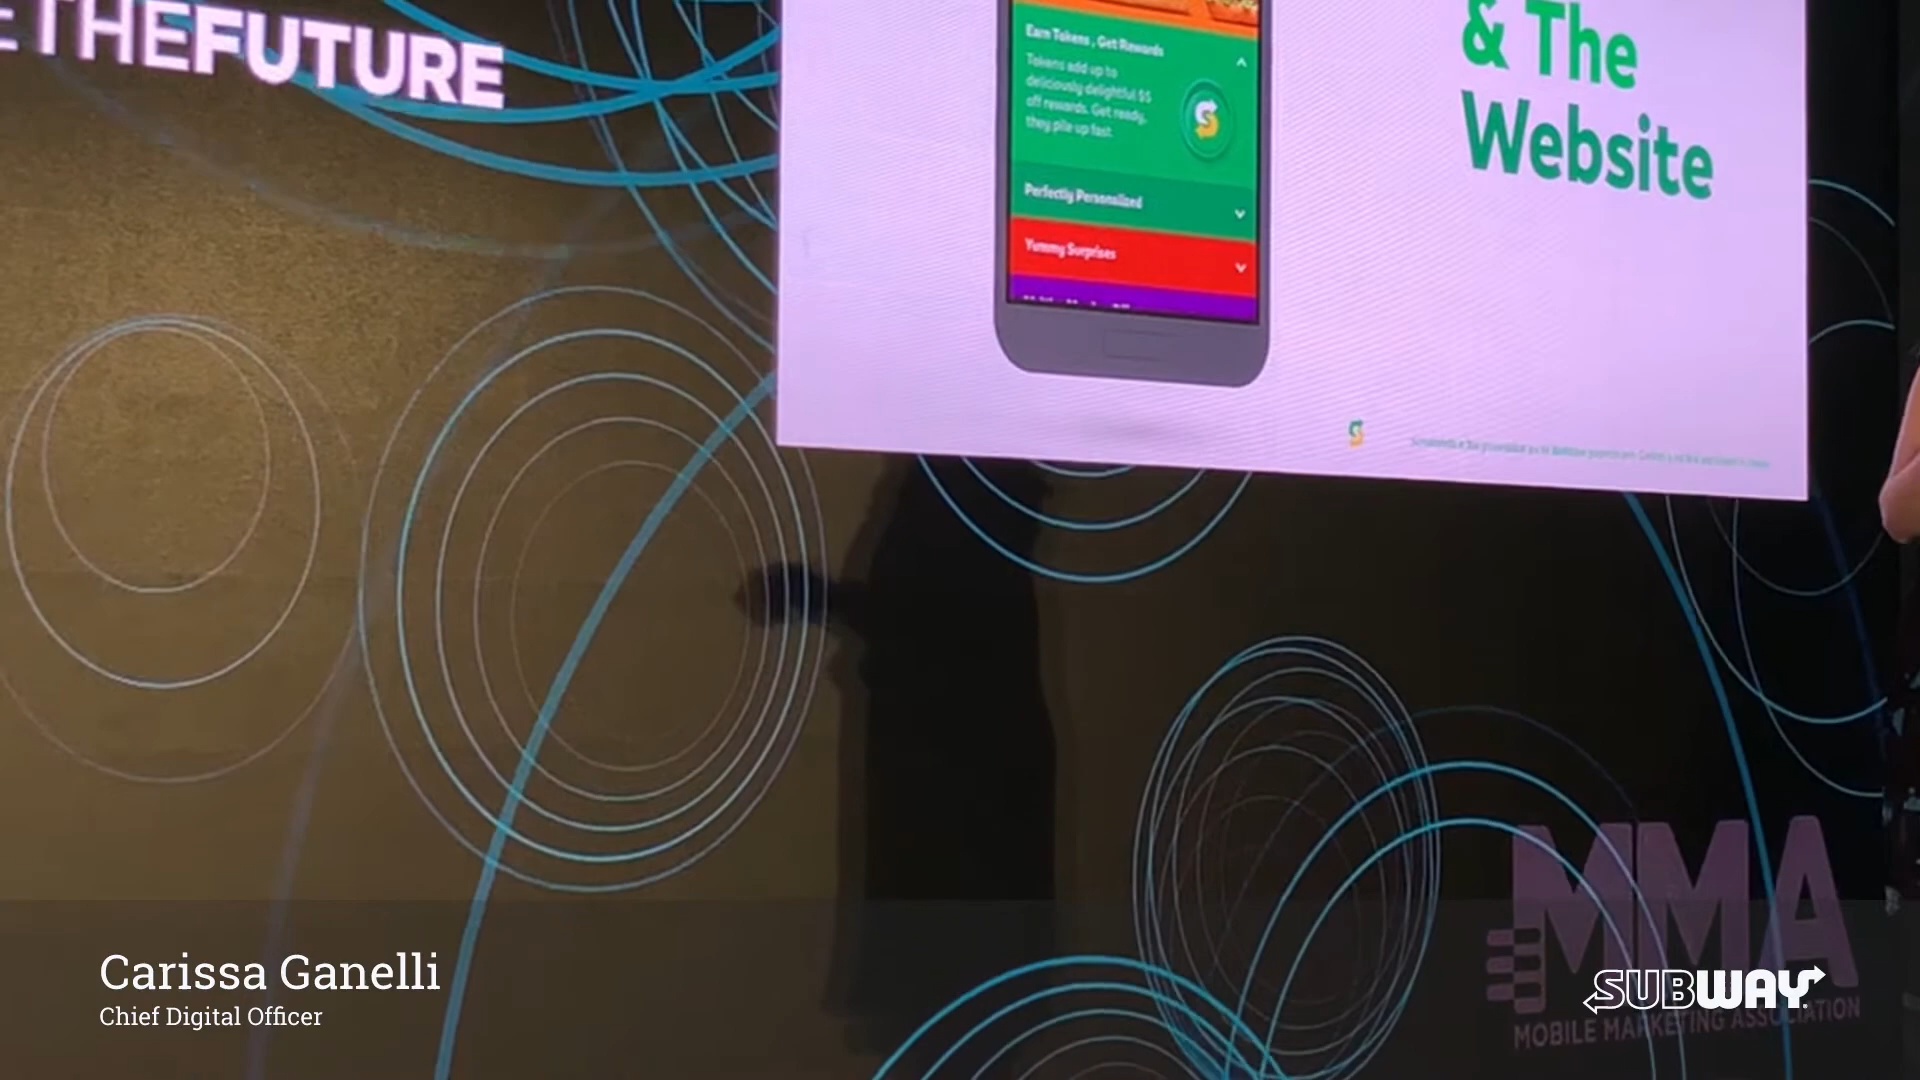 ETHEFUTURE
& The
Website
Earn Tokens, Get Rewards
Tokens add up to
deliciously delightful $5
off rewards. Get ready,
they pile up fast.
Perfectly Personalized
Yummy Surprises
MMA
MOBILE MARKETING ASSOCIATION
Carissa Ganelli
Chief Digital Officer
SUBWAY